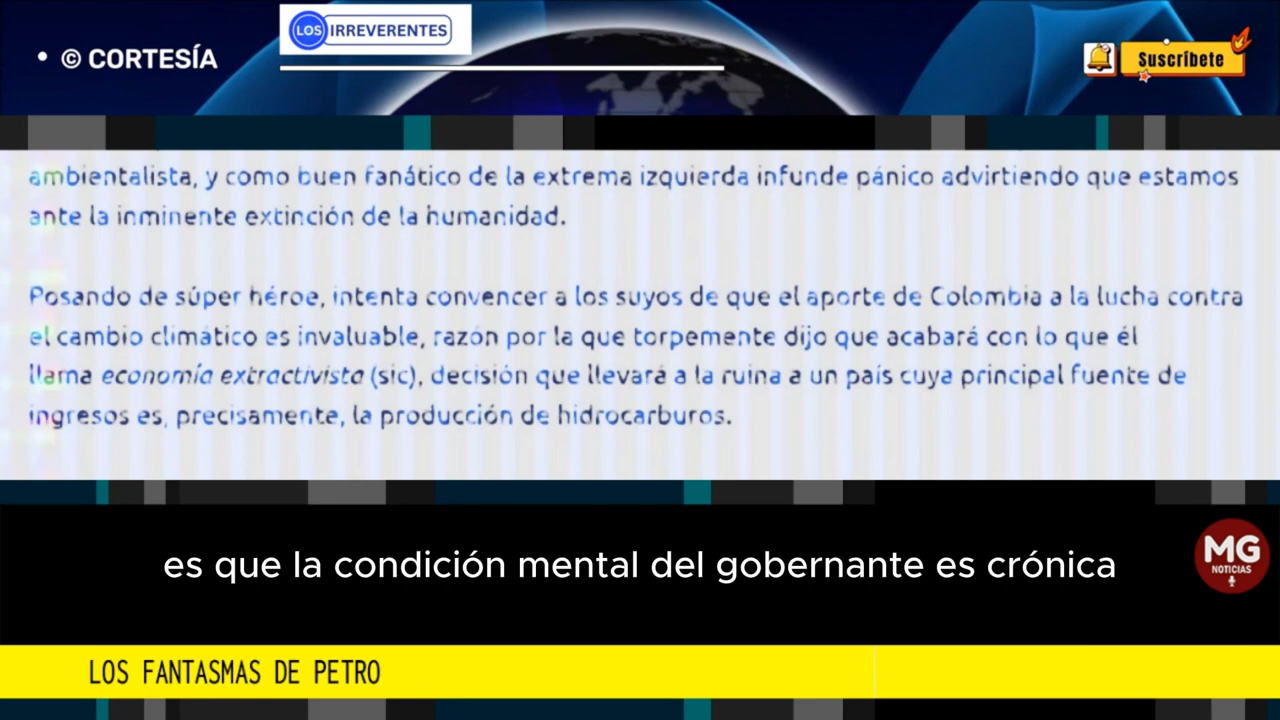 • © CORTESÍA
LOS IRREVERENTES
Suscríbete
ambientalista, y como buen fanático de la extrema izquierda infunde pánico advirtiendo que estamos
ante la inminente extinción de la humanidad.
Posando de súper héroe, intenta convencer a los suyos de que el aporte de Colombia a la lucha contra
el cambio climático es invaluable, razón por la que torpemente dijo que acabará con lo que él
llama economía extractivista (sic), decisión que llevará a la ruina a un país cuya principal fuente de
ingresos es, precisamente, la producción de hidrocarburos.
es que la condición mental del gobernante es crónica
MG
NOTICIAS
LOS FANTASMAS DE PETRO